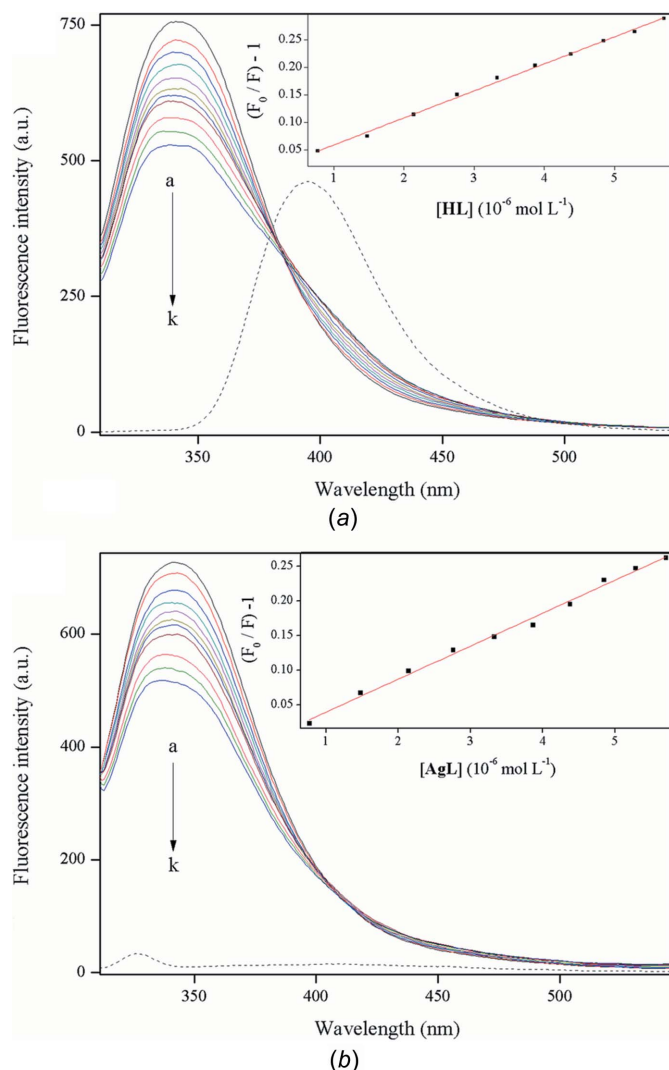 750
500
250
0
Fluorescence intensity (a.u.)
a
k
350
400
450
500
Wavelength (nm)
0.25
0.20
0.15
0.10
0.05
(F0 / F) - 1
1
2
3
4
5
[HL] (10-6 mol L-1)
(a)
600
400
200
0
Fluorescence intensity (a.u.)
a
k
350
400
450
500
Wavelength (nm)
0.25
0.20
0.15
0.10
0.05
(F0 / F) -1
1
2
3
4
5
[AgL] (10-6 mol L-1)
(b)